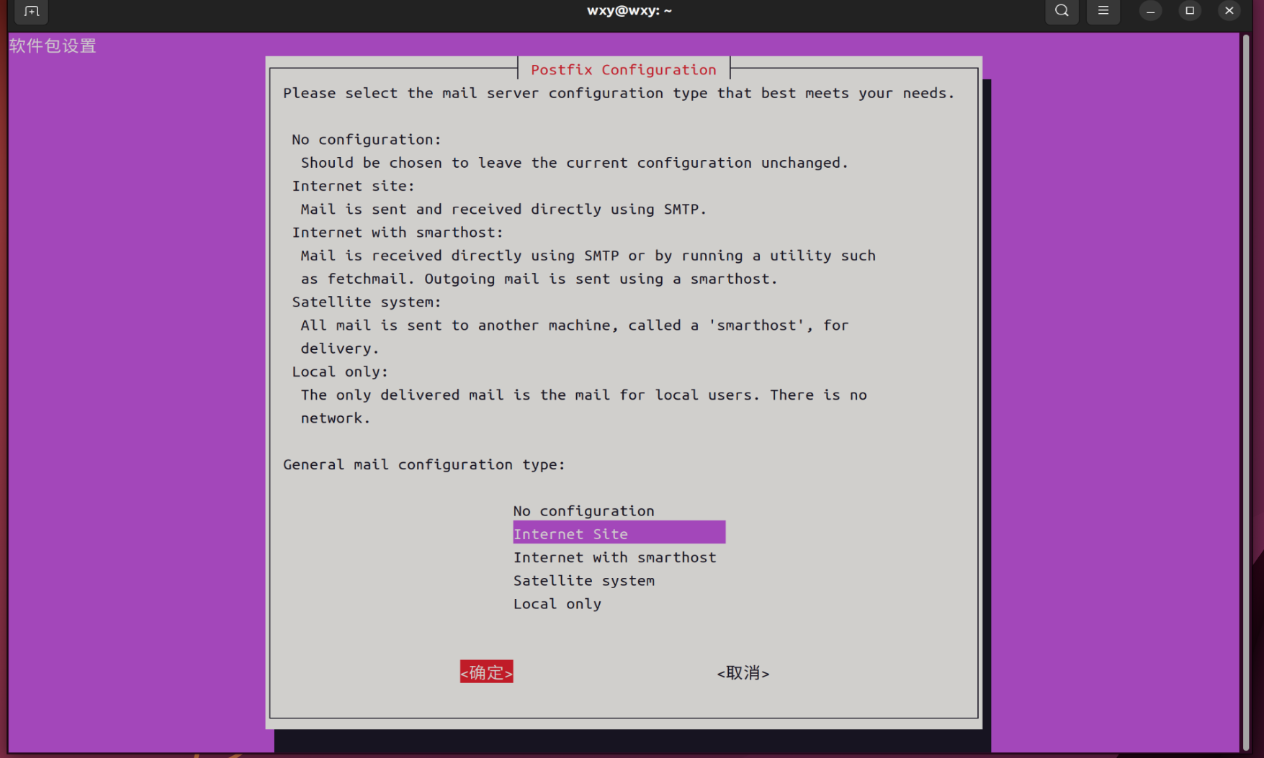 wxy@wxy: ~
软件包设置
Postfix Configuration
Please select the mail server configuration type that best meets your needs.
No configuration:
Should be chosen to leave the current configuration unchanged.
Internet site:
Mail is sent and received directly using SMTP.
Internet with smarthost:
Mail is received directly using SMTP or by running a utility such
as fetchmail. Outgoing mail is sent using a smarthost.
Satellite system:
All mail is sent to another machine, called a 'smarthost', for
delivery.
Local only:
The only delivered mail is the mail for local users. There is no
network.
General mail configuration type:
No configuration
Internet Site
Internet with smarthost
Satellite system
Local only
<确定> <取消>